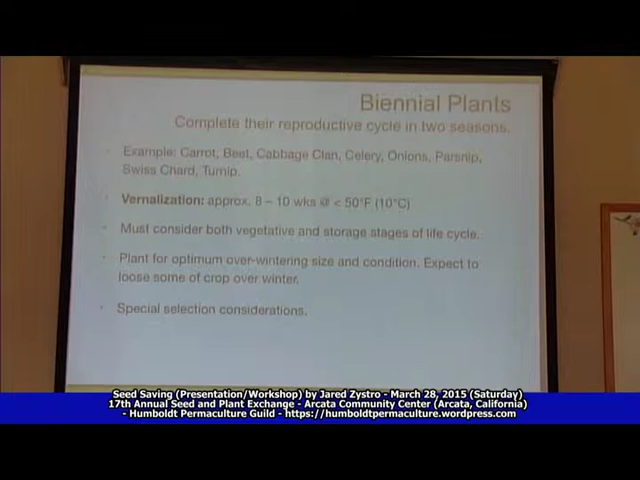 Biennial Plants
Complete their reproductive cycle in two seasons.
Example: Carrot, Beet, Cabbage Clan, Celery, Onions, Parsnip,
Swiss Chard, Turnip.
Vernalization: approx. 8 – 10 wks @ < 50°F (10°C)
Must consider both vegetative and storage stages of life cycle.
Plant for optimum over-wintering size and condition. Expect to
loose some of crop over winter.
Special selection considerations.
Seed Saving (Presentation/Workshop) by Jared Zystro - March 28, 2015 (Saturday)
17th Annual Seed and Plant Exchange - Arcata Community Center (Arcata, California)
- Humboldt Permaculture Guild - https://humboldtpermaculture.wordpress.com